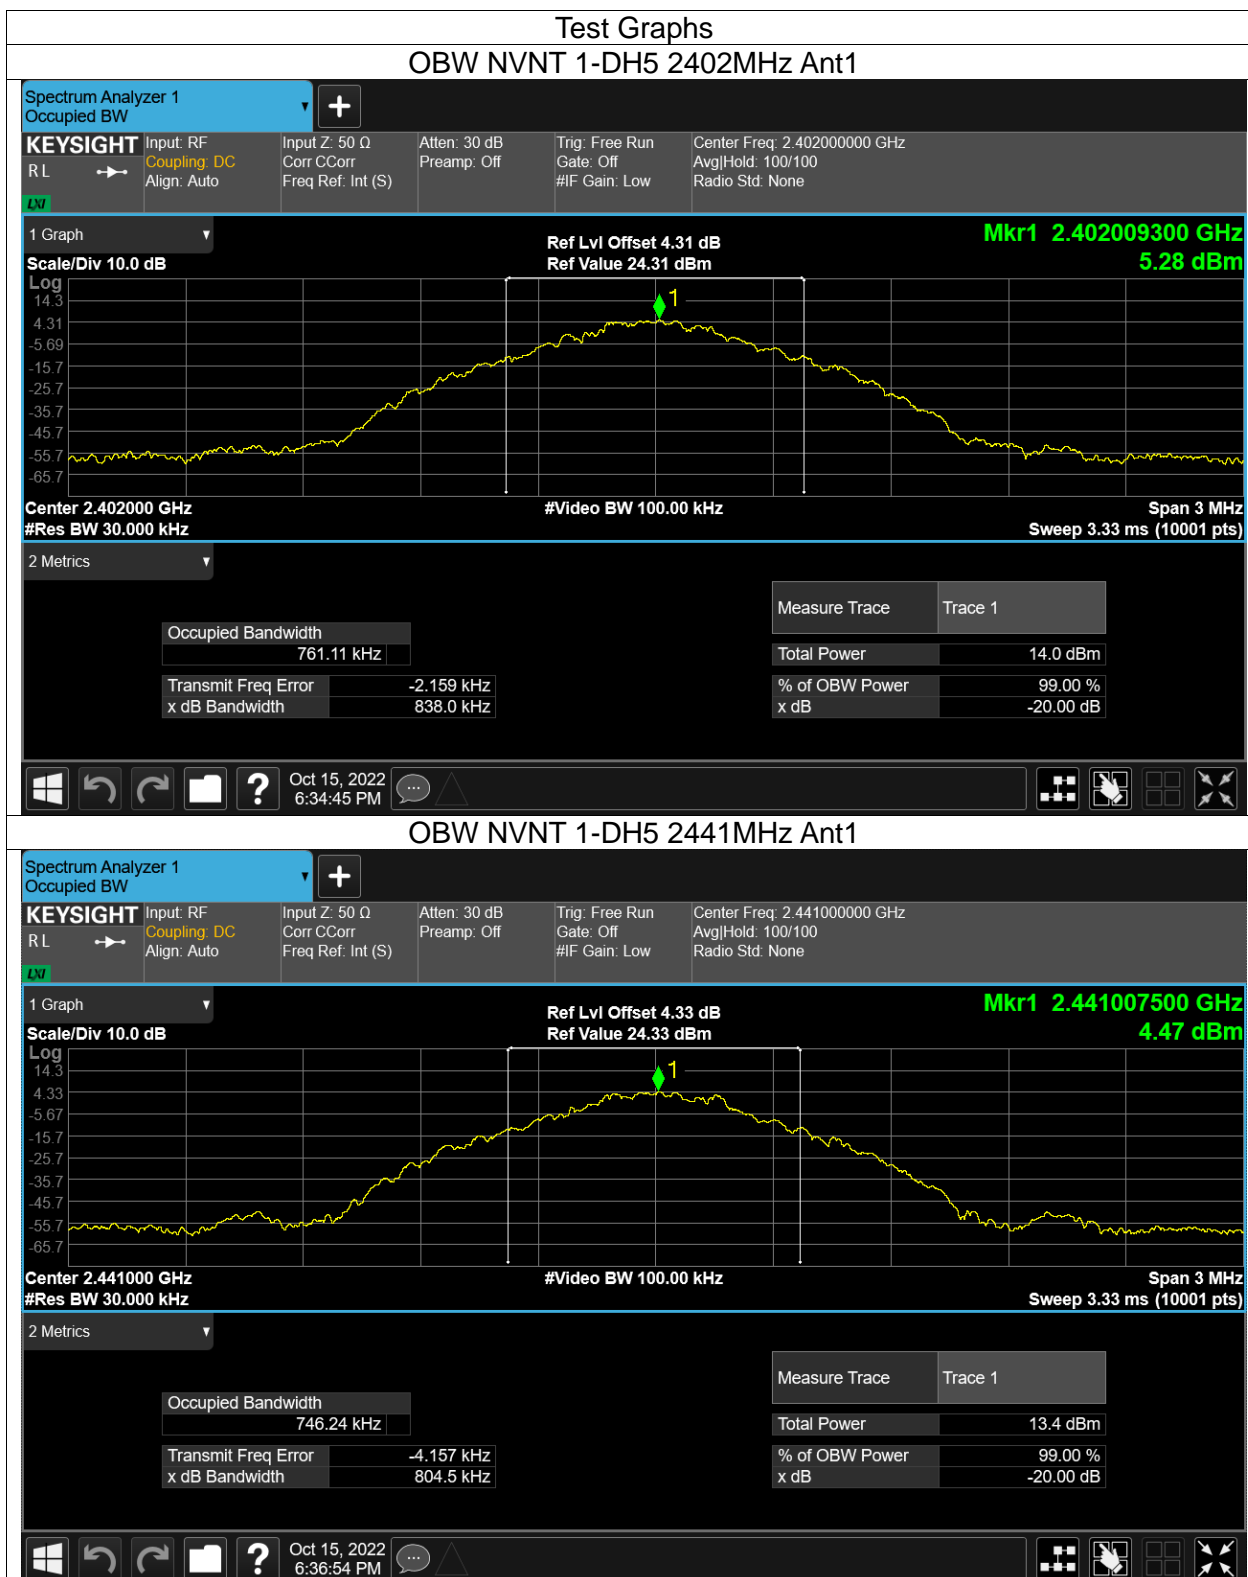 Test Graphs
OBW NVNT 1-DH5 2402MHz Ant1
Spectrum Analyzer 1
Occupied BW
KEYSIGHT
R L
LXI
Input: RF
Coupling: DC
Align: Auto
Input Z: 50 Ω
Corr CCorr
Freq Ref: Int (S)
Atten: 30 dB
Preamp: Off
Trig: Free Run
Gate: Off
#IF Gain: Low
Center Freq: 2.402000000 GHz
Avg|Hold: 100/100
Radio Std: None
1 Graph
Scale/Div 10.0 dB
Ref Lvl Offset 4.31 dB
Ref Value 24.31 dBm
Mkr1 2.402009300 GHz
5.28 dBm
Log
14.3
4.31
-5.69
-15.7
-25.7
-35.7
-45.7
-55.7
-65.7
1
Center 2.402000 GHz
#Res BW 30.000 kHz
#Video BW 100.00 kHz
Span 3 MHz
Sweep 3.33 ms (10001 pts)
2 Metrics
Measure Trace Trace 1
Occupied Bandwidth
761.11 kHz
Total Power 14.0 dBm
Transmit Freq Error -2.159 kHz
% of OBW Power 99.00 %
x dB Bandwidth 838.0 kHz
x dB -20.00 dB
?
Oct 15, 2022
6:34:45 PM
OBW NVNT 1-DH5 2441MHz Ant1
Spectrum Analyzer 1
Occupied BW
KEYSIGHT
R L
LXI
Input: RF
Coupling: DC
Align: Auto
Input Z: 50 Ω
Corr CCorr
Freq Ref: Int (S)
Atten: 30 dB
Preamp: Off
Trig: Free Run
Gate: Off
#IF Gain: Low
Center Freq: 2.441000000 GHz
Avg|Hold: 100/100
Radio Std: None
1 Graph
Scale/Div 10.0 dB
Ref Lvl Offset 4.33 dB
Ref Value 24.33 dBm
Mkr1 2.441007500 GHz
4.47 dBm
Log
14.3
4.33
-5.67
-15.7
-25.7
-35.7
-45.7
-55.7
-65.7
1
Center 2.441000 GHz
#Res BW 30.000 kHz
#Video BW 100.00 kHz
Span 3 MHz
Sweep 3.33 ms (10001 pts)
2 Metrics
Measure Trace Trace 1
Occupied Bandwidth
746.24 kHz
Total Power 13.4 dBm
Transmit Freq Error -4.157 kHz
% of OBW Power 99.00 %
x dB Bandwidth 804.5 kHz
x dB -20.00 dB
?
Oct 15, 2022
6:36:54 PM